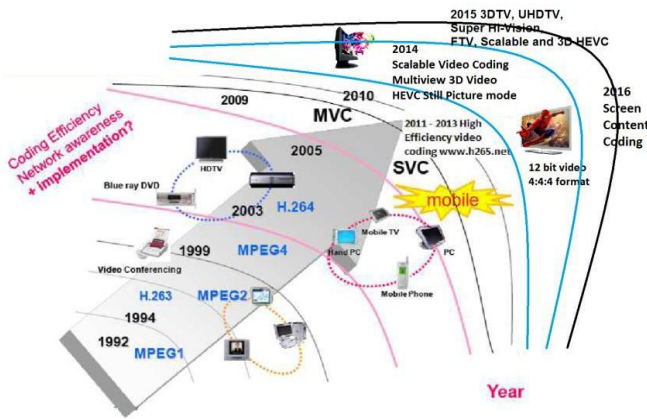 2015 3DTV, UHDTV,
Super Hi-Vision,
FTV, Scalable and 3D HEVC
2014
Scalable Video Coding
Multiview 3D Video
HEVC Still Picture mode
2016
Screen
Content
Coding
12 bit video
4:4:4 format
2009
2010
MVC
2011 - 2013 High
Efficiency video
coding www.h265.net
SVC
mobile
Coding Efficiency
Network awareness
+ implementation?
HDTV
2005
Blue ray DVD
2003
H.264
Mobile TV
Hand PC
PC
Mobile Phone
1999
MPEG4
Video Conferencing
H.263
MPEG2
1994
1992
MPEG1
Year